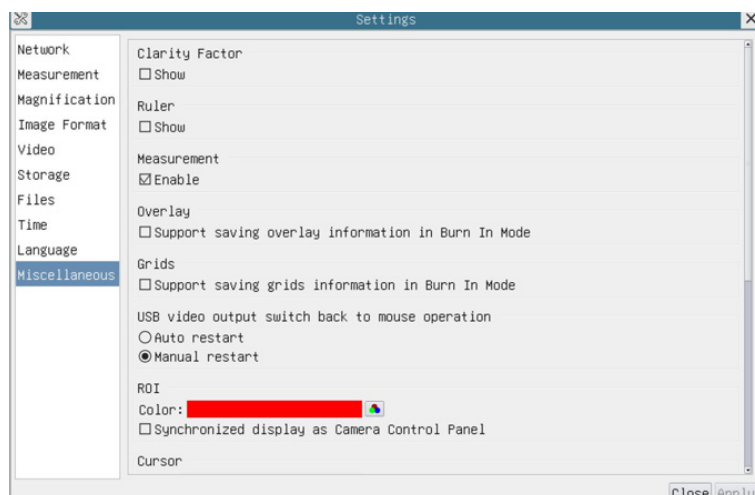 Settings
Network
Measurement
Magnification
Image Format
Video
Storage
Files
Time
Language
Miscellaneous
Clarity Factor
Show
Ruler
Show
Measurement
Enable
Overlay
Support saving overlay information in Burn In Mode
Grids
Support saving grids information in Burn In Mode
USB video output switch back to mouse operation
Auto restart
Manual restart
ROI
Color:
Synchronized display as Camera Control Panel
Cursor
Close Apply